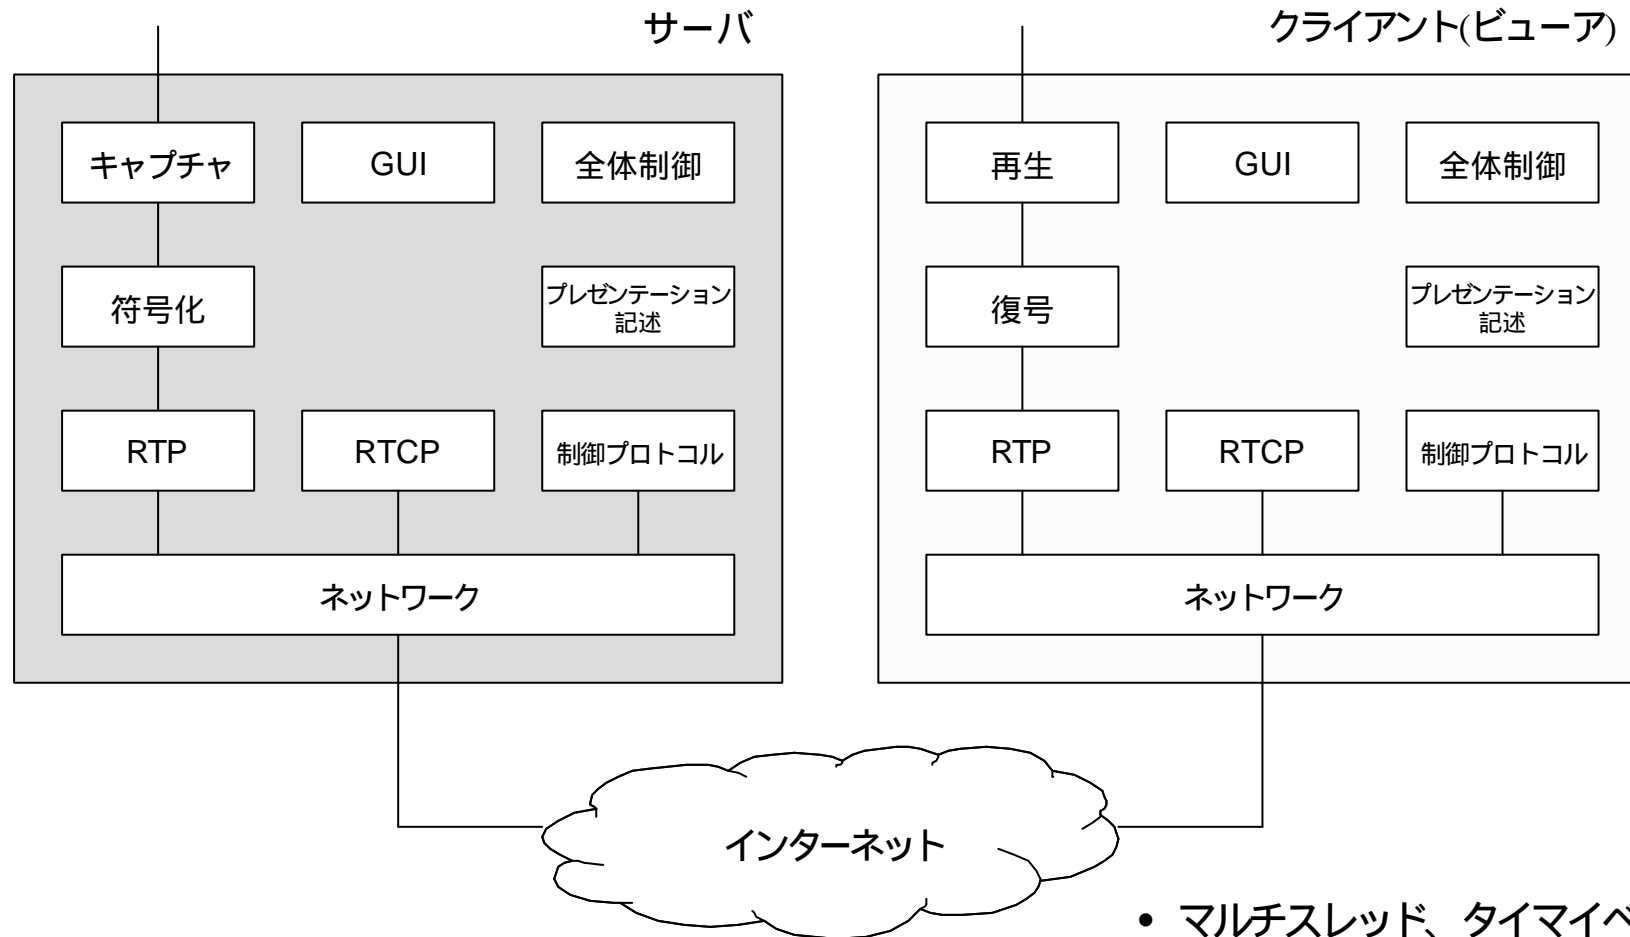 サーバ
クライアント(ビューア)
キャプチャ
GUI
全体制御
符号化
プレゼンテーション
記述
RTP
RTCP
制御プロトコル
ネットワーク
再生
GUI
全体制御
復号
プレゼンテーション
記述
RTP
RTCP
制御プロトコル
ネットワーク
インターネット
• マルチスレッド、タイマイベ